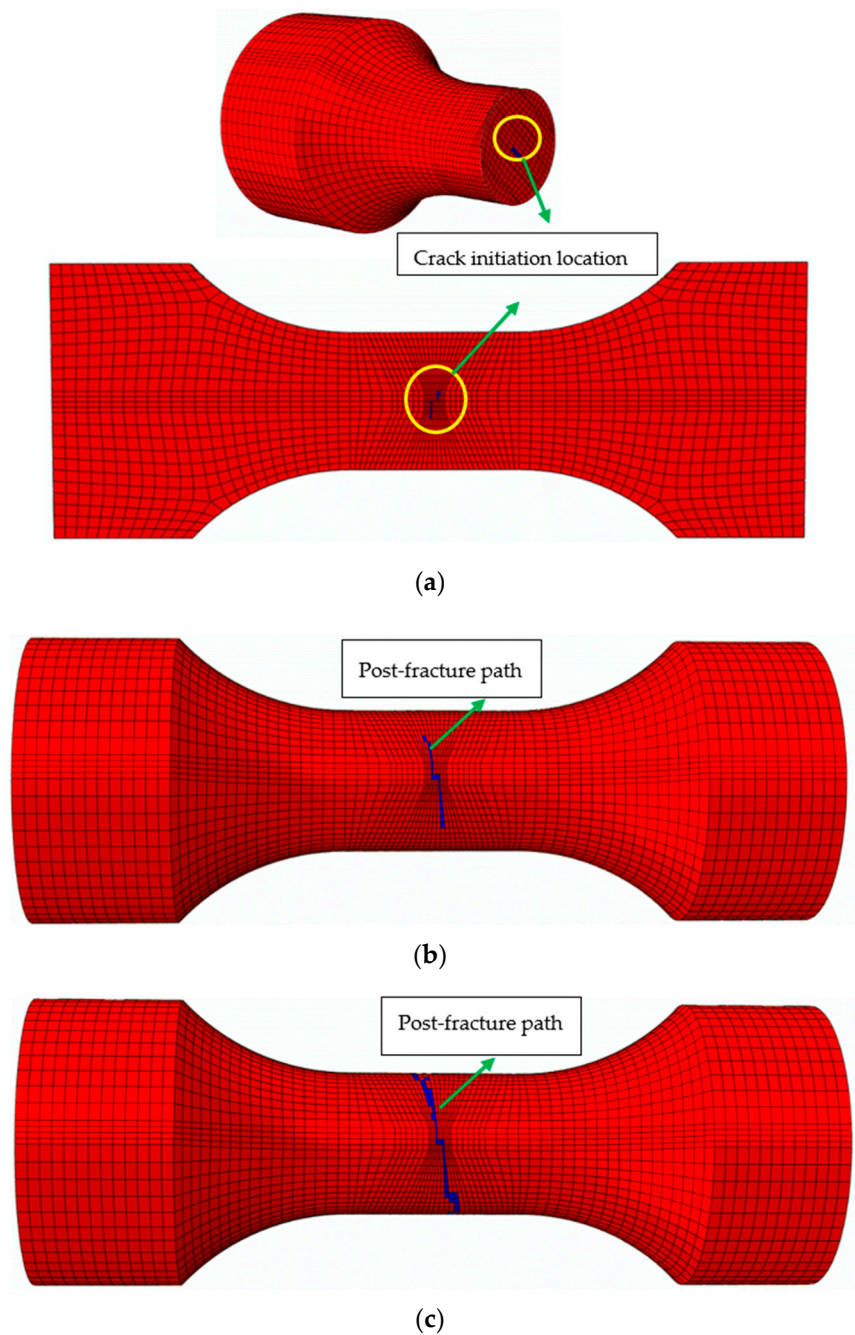 Crack initiation location
(a)
Post-fracture path
(b)
Post-fracture path
(c)